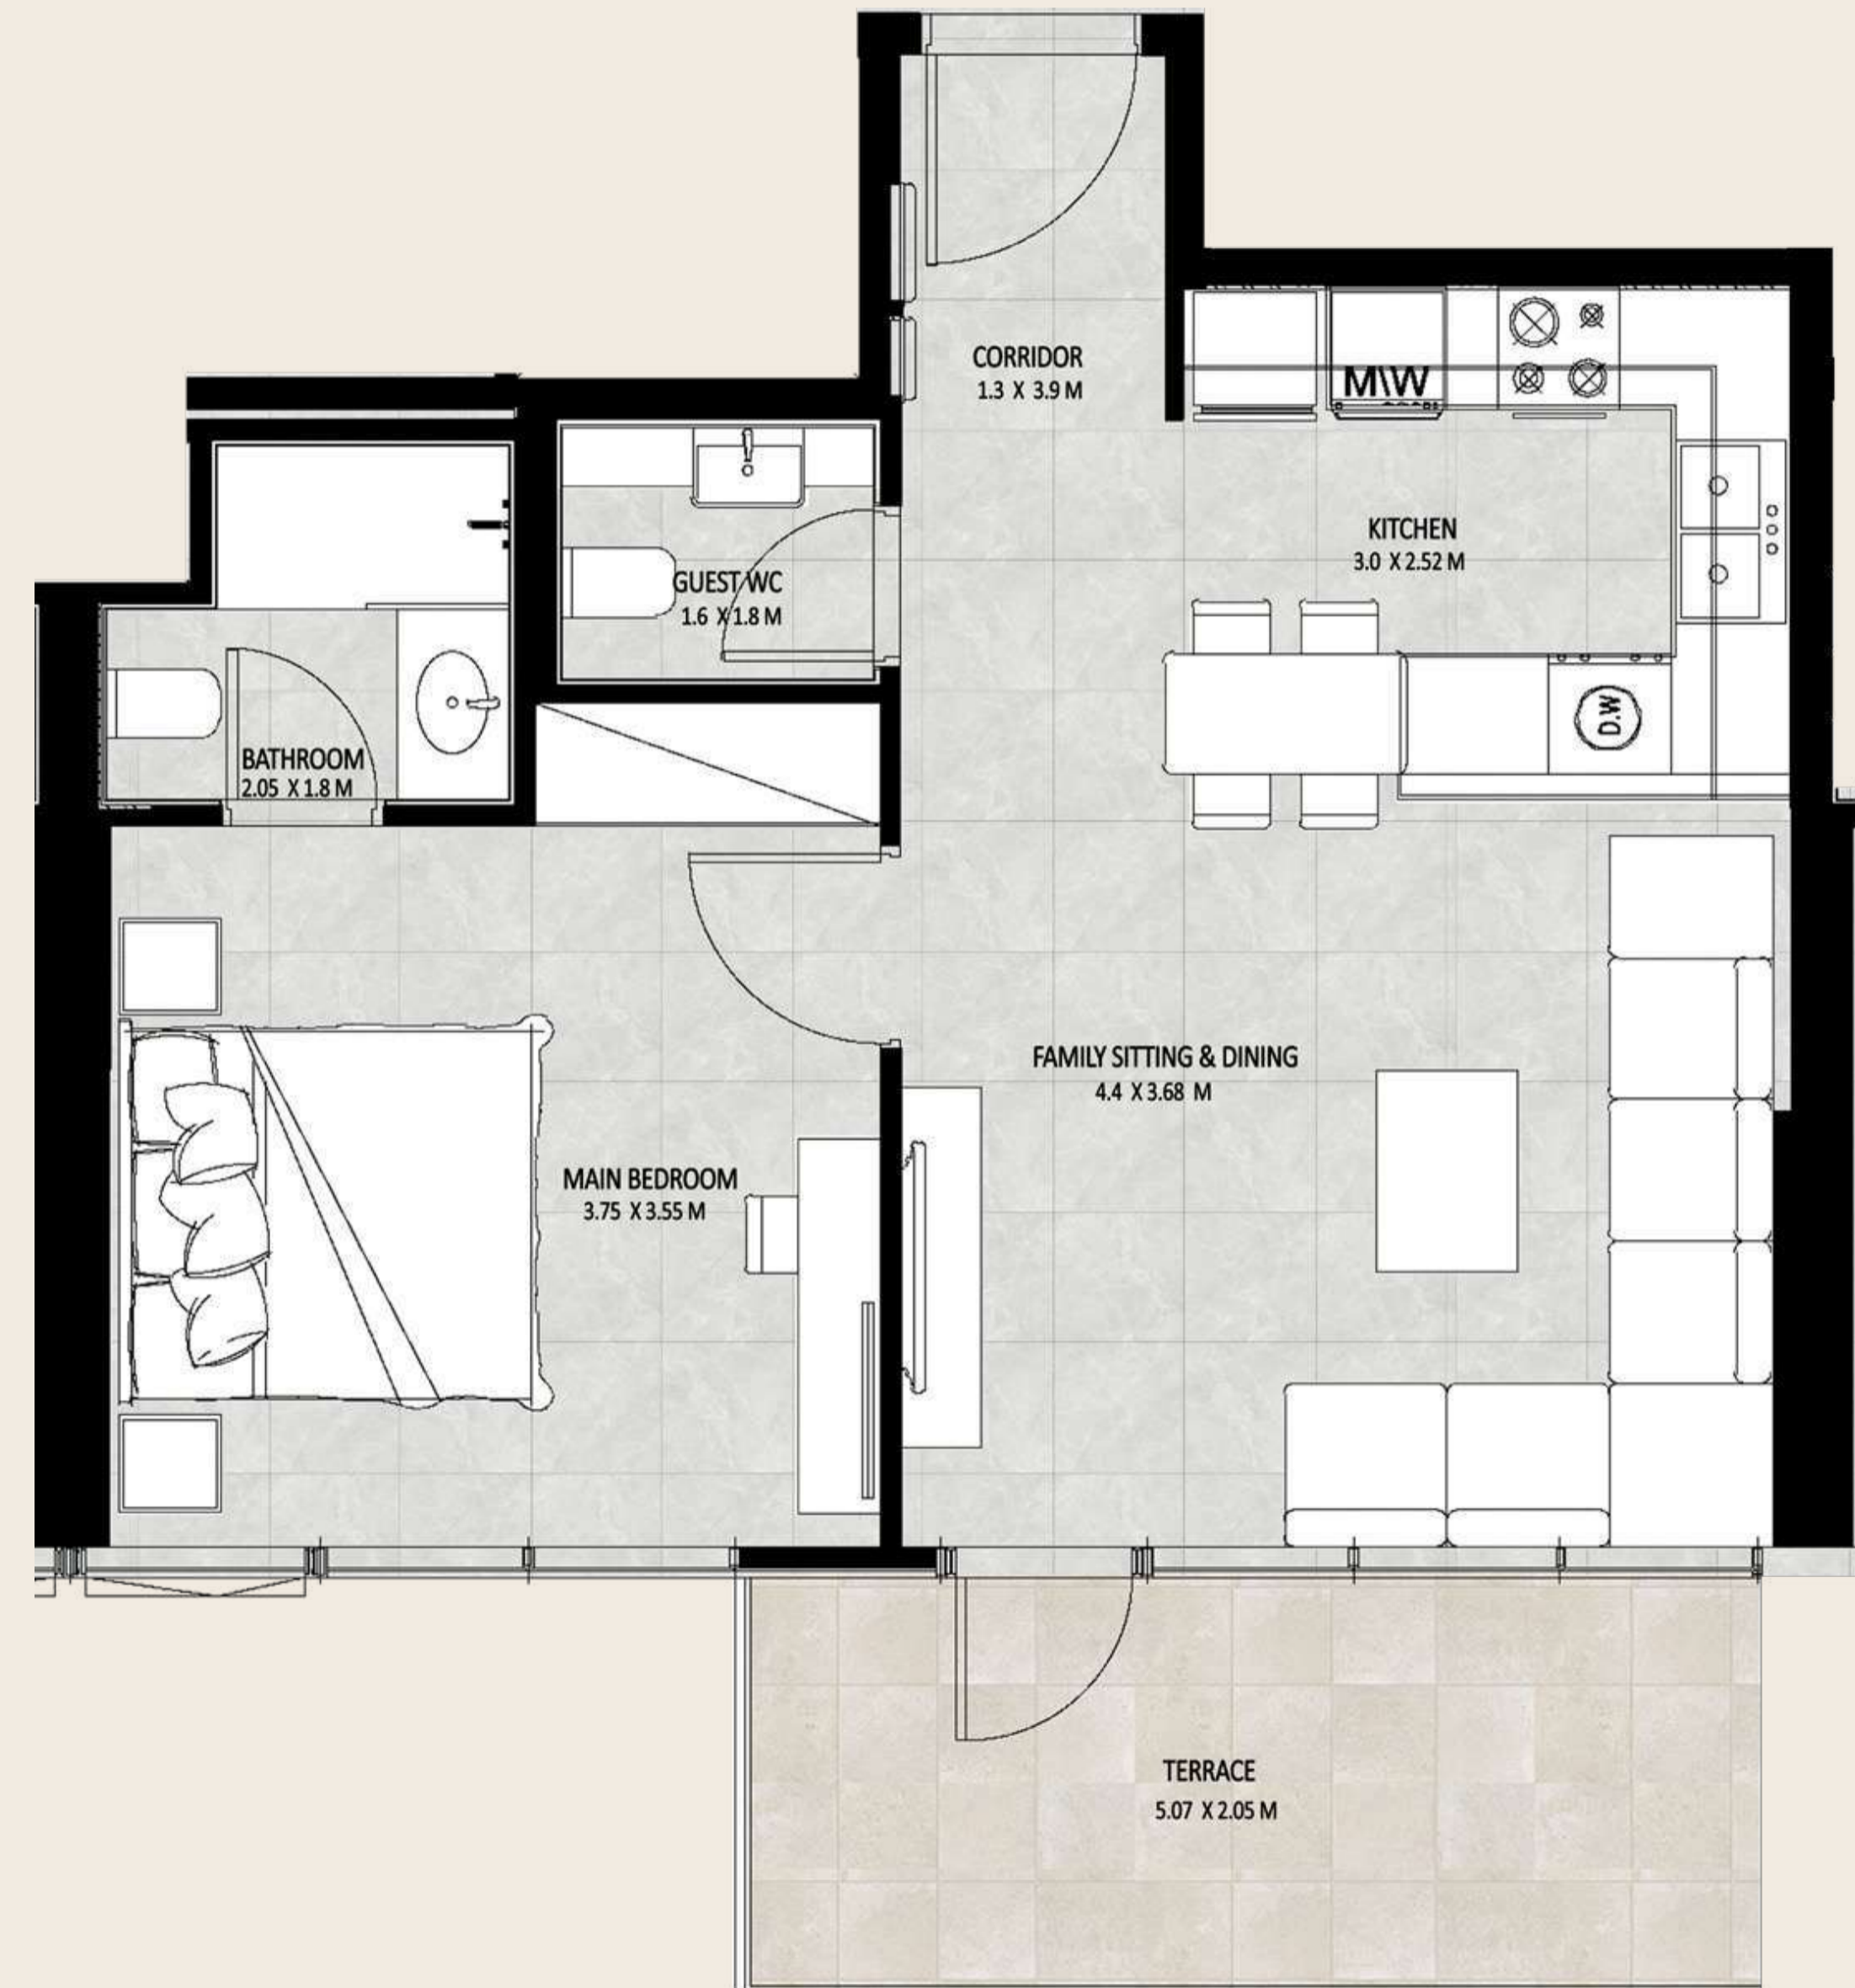 CORRIDOR
1.3 X 3.9 M
M\W
KITCHEN
3.0 X 2.52 M
GUEST WC
1.6 X 1.8 M
D.W
BATHROOM
2.05 X 1.8 M
FAMILY SITTING & DINING
4.4 X 3.68 M
MAIN BEDROOM
3.75 X 3.55 M
TERRACE
5.07 X 2.05 M